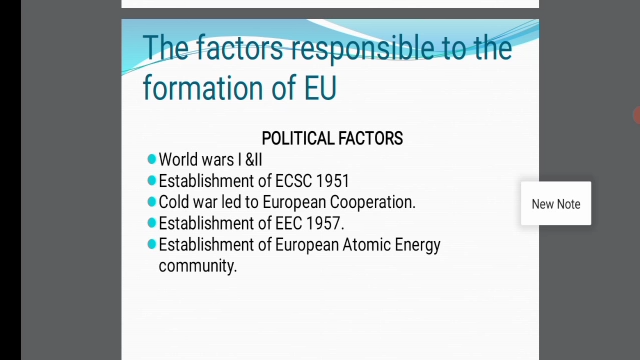 The factors responsible to the
formation of EU
POLITICAL FACTORS
World wars I &II
Establishment of ECSC 1951
Cold war led to European Cooperation.
Establishment of EEC 1957.
Establishment of European Atomic Energy
community.
New Note